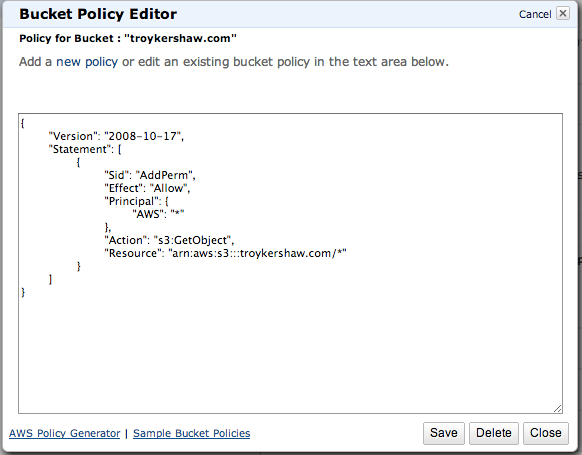 Bucket Policy Editor
Cancel
Policy for Bucket : "troykershaw.com"
Add a new policy or edit an existing bucket policy in the text area below.
{
"Version": "2008-10-17",
"Statement": [
{
"Sid": "AddPerm",
"Effect": "Allow",
"Principal": {
"AWS": "*"
},
"Action": "s3:GetObject",
"Resource": "arn:aws:s3:::troykershaw.com/*"
}
]
}
AWS Policy Generator | Sample Bucket Policies
Save Delete Close